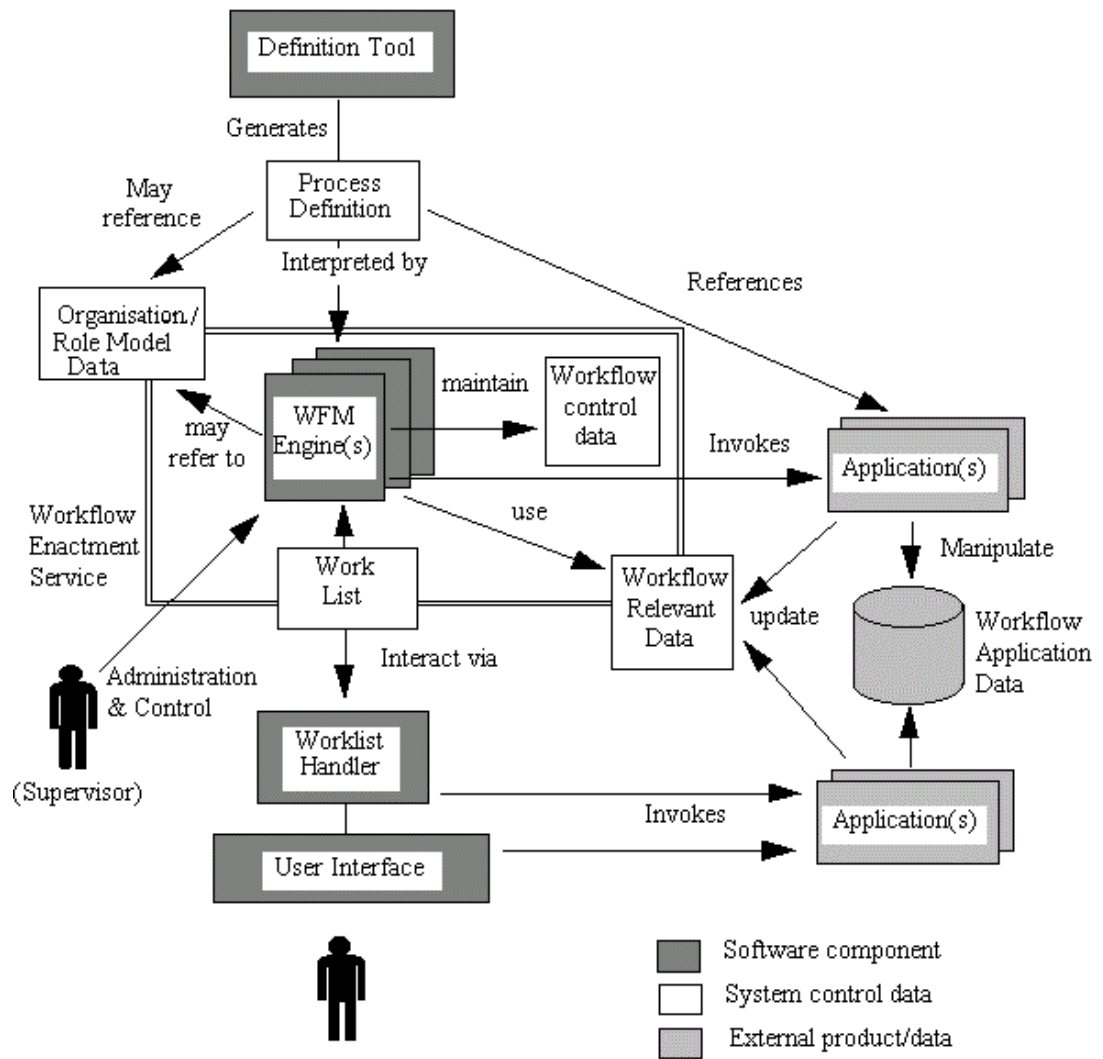 Definition Tool
Generates
Process
Definition
May
reference
Interpreted by
References
Organisation/
Role Model
Data
WFM
Engine(s)
maintain
Workflow
control
data
may
refer to
Invokes
Application(s)
use
Workflow
Enactment
Service
Work
List
Workflow
Relevant
Data
Manipulate
update
Workflow
Application
Data
Interact via
Administration
& Control
(Supervisor)
Worklist
Handler
Invokes
Application(s)
User Interface
Software component
System control data
External product/data